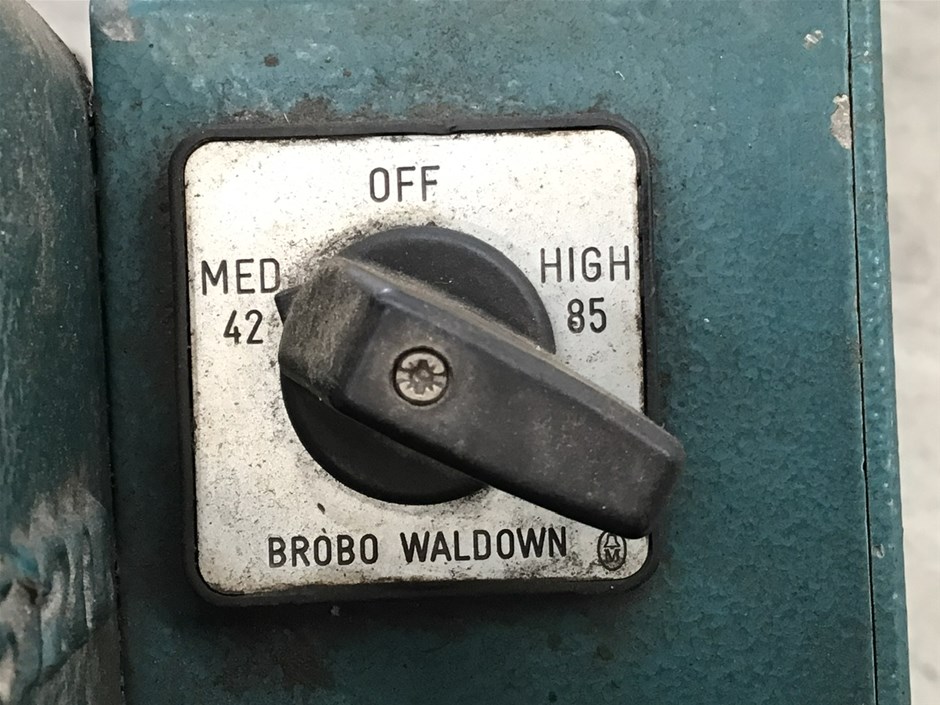 OFF
MED
42
HIGH
85
BROBO WALDOWN